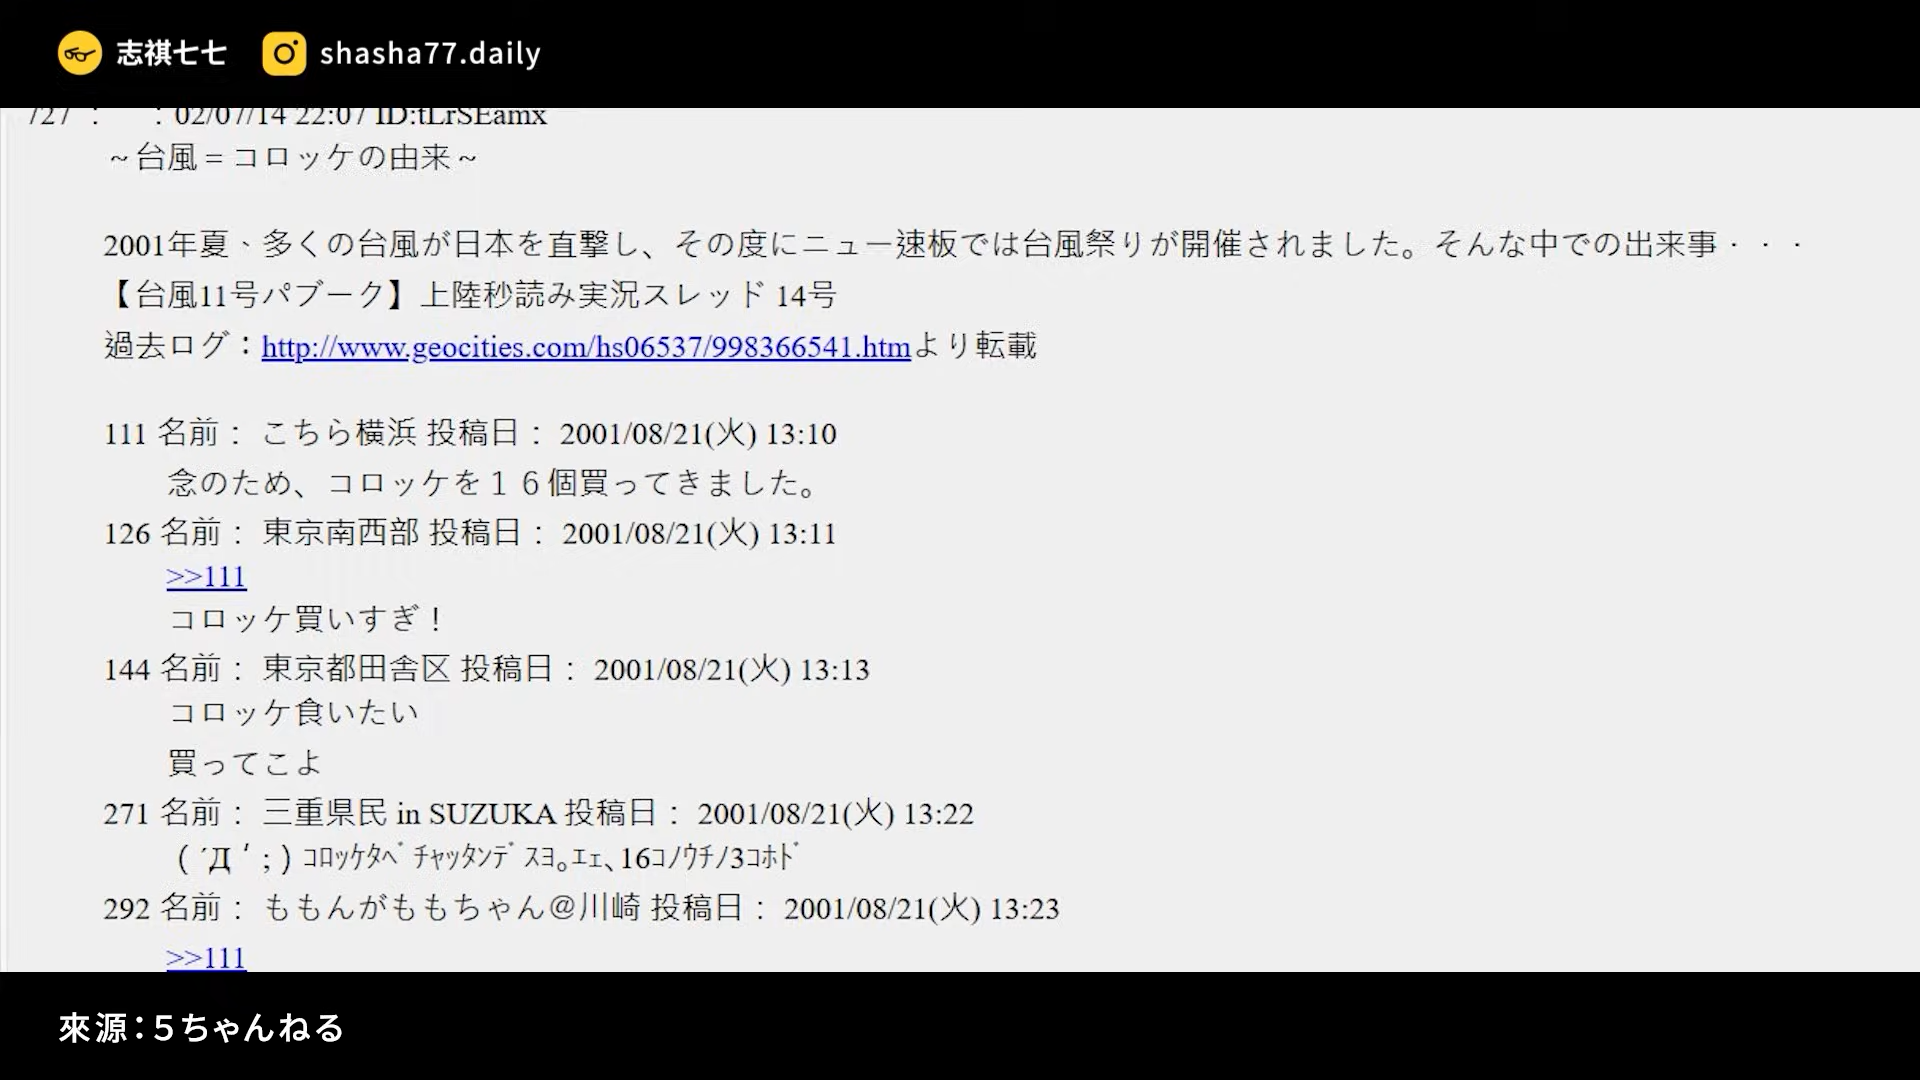 志祺七七 shasha77.daily
727 ： ：02/07/14 22:07 ID:tLrSEamx
~台風＝コロッケの由来~
2001年夏、多くの台風が日本を直撃し、その度にニュー速板では台風祭りが開催されました。そんな中での出来事・・・
【台風11号パブーク】上陸秒読み実況スレッド 14号
過去ログ：http://www.geocities.com/hs06537/998366541.htmより転載
111 名前： こちら横浜 投稿日： 2001/08/21(火) 13:10
念のため、コロッケを１６個買ってきました。
126 名前： 東京南西部 投稿日： 2001/08/21(火) 13:11
>>111
コロッケ買いすぎ！
144 名前： 東京都田舎区 投稿日： 2001/08/21(火) 13:13
コロッケ食いたい
買ってこよ
271 名前： 三重県民 in SUZUKA 投稿日： 2001/08/21(火) 13:22
（ ´Д‘；）ｺﾛｯｹﾀﾍﾞﾁｬｯﾀﾝﾃﾞｽﾖ｡ｴｪ､16ｺﾉｳﾁﾉ3ｺﾎﾄﾞ
292 名前： ももんがももちゃん＠川崎 投稿日： 2001/08/21(火) 13:23
>>111
來源：5ちゃんねる